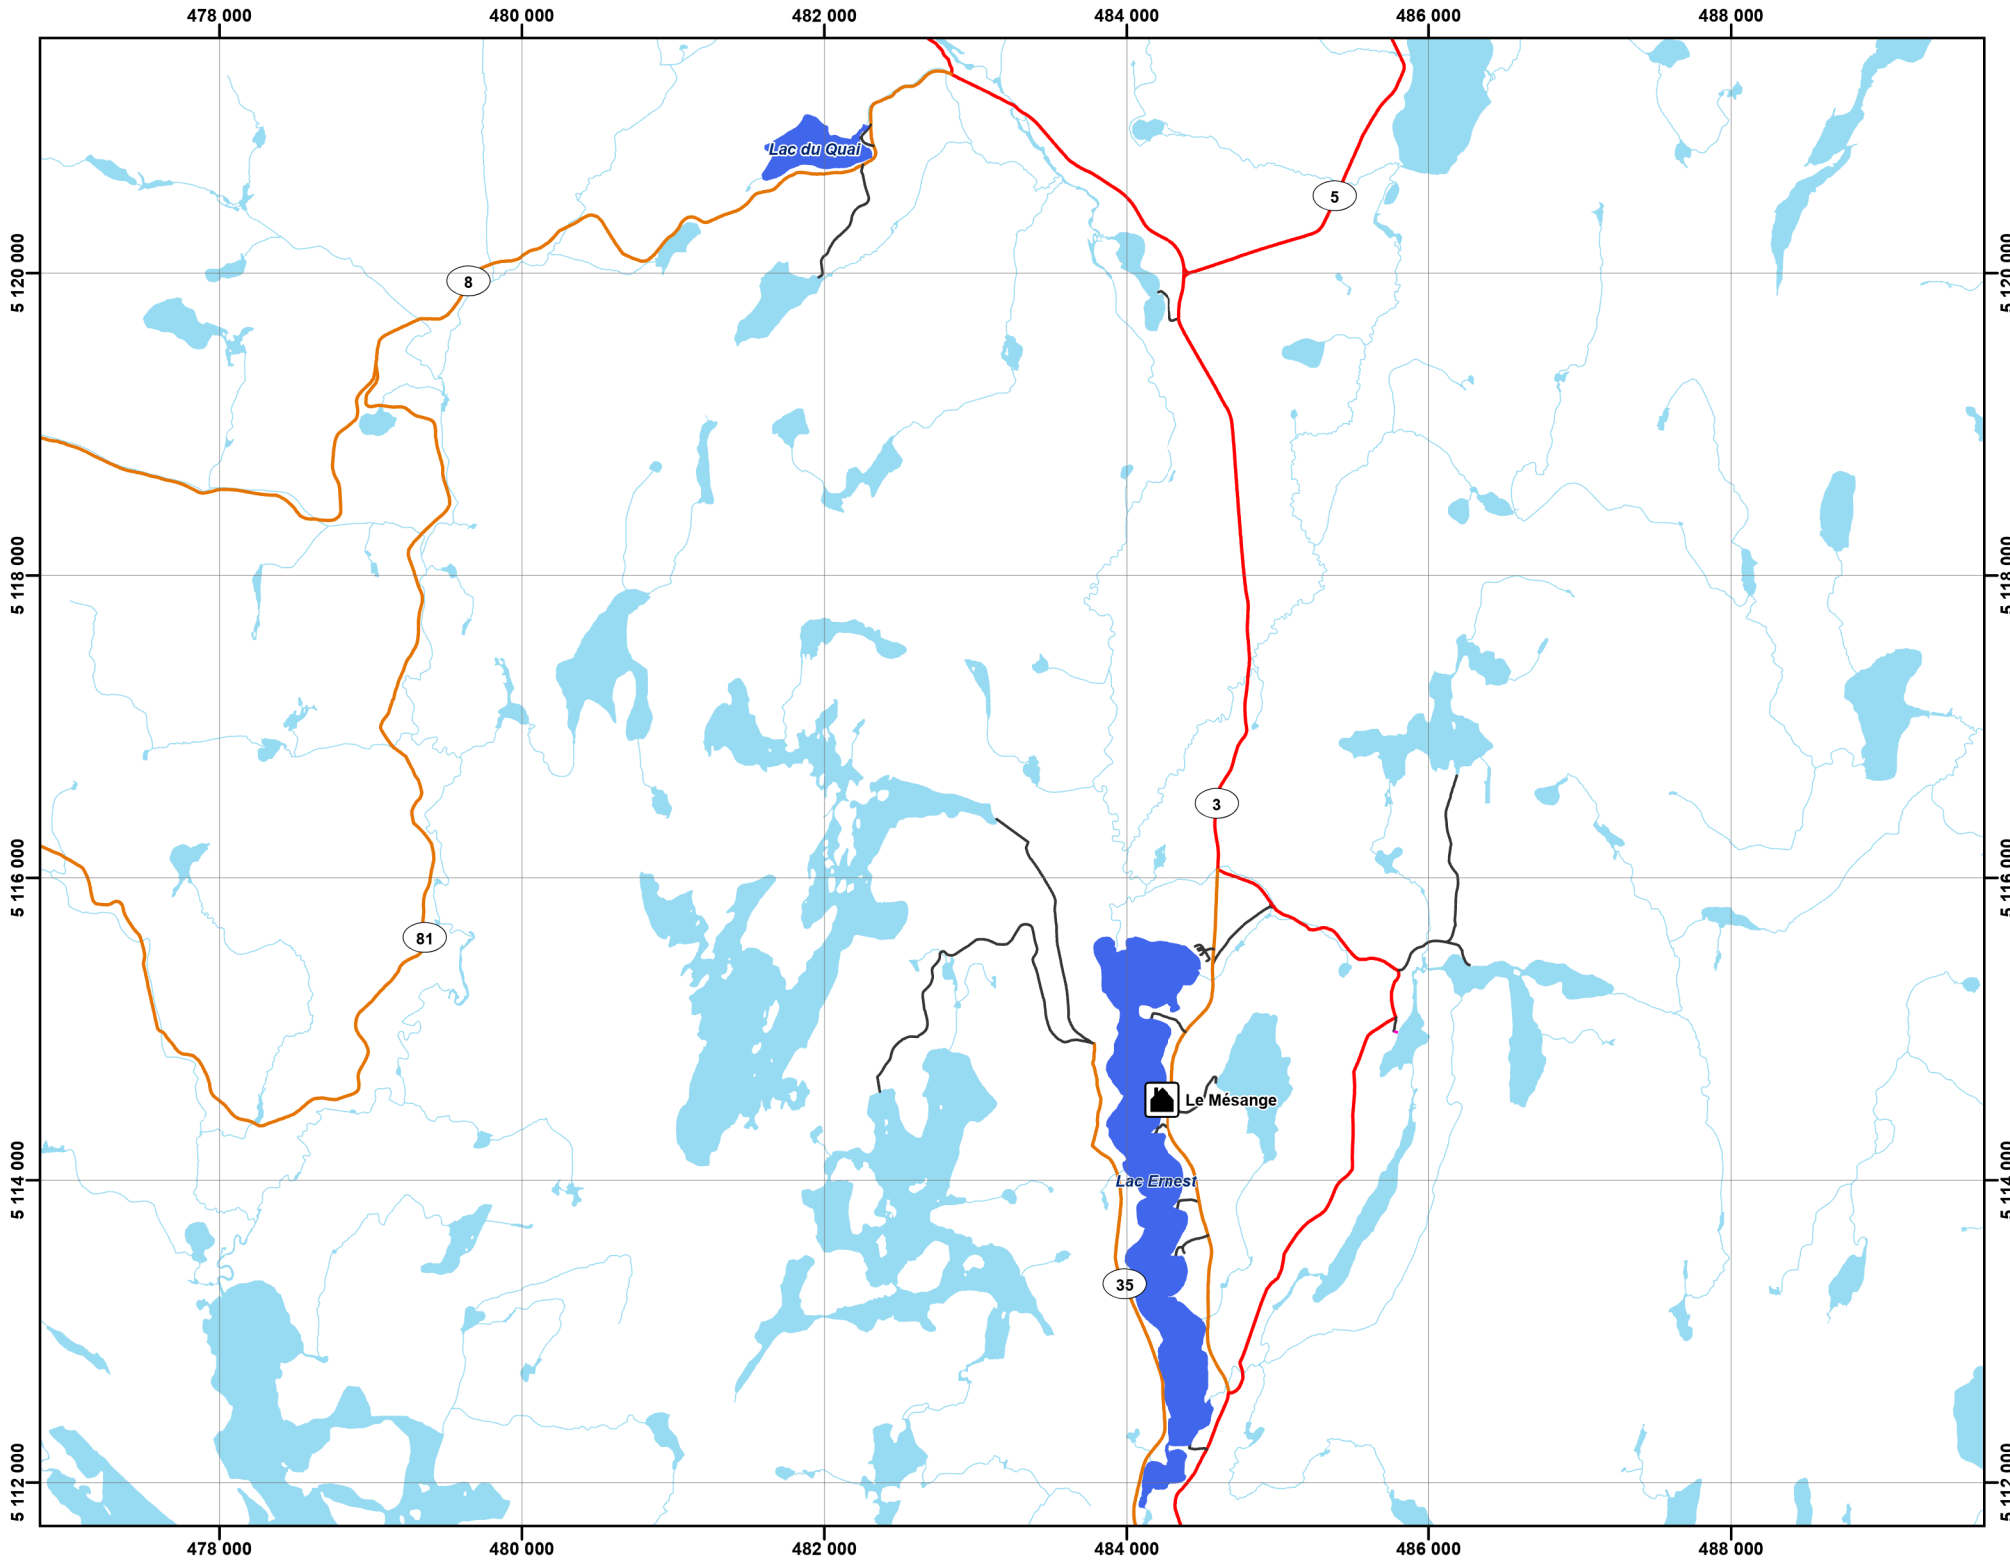 478 000 480 000 482 000 484 000 486 000 488 000
Lac du Quai
5
5 120 000 5 120 000
8
5 118 000 5 118 000
3
5 116 000 5 116 000
81
Le Mésange
5 114 000 5 114 000
Lac Ernest
35
5 112 000 5 112 000
478 000 480 000 482 000 484 000 486 000 488 000